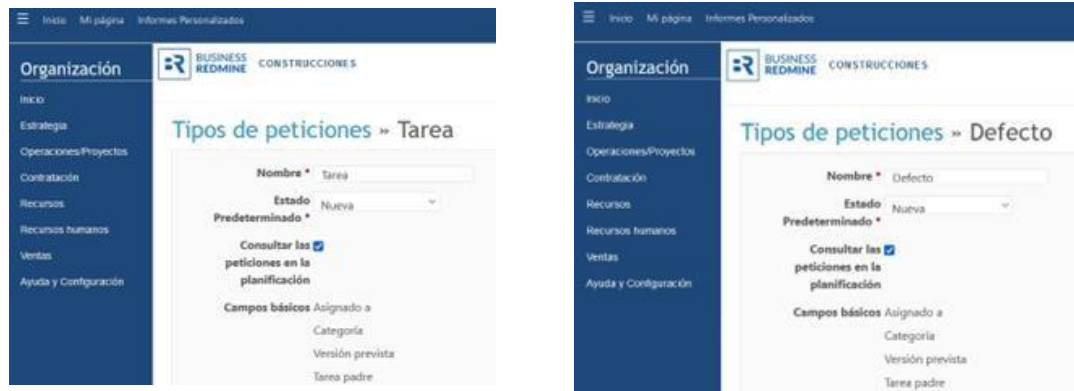 ☰ Inicio Mi página Informes Personalizados
Organización
Inicio
Estrategia
Operaciones/Proyectos
Contratación
Recursos
Recursos humanos
Ventas
Ayuda y Configuración
BUSINESS
REDMINE CONSTRUCCIONES
Tipos de peticiones » Tarea
Nombre * Tarea
Estado
Predeterminado * Nueva
Consultar las
peticiones en la
planificación
Campos básicos Asignado a
Categoría
Versión prevista
Tarea padre
☰ Inicio Mi página Informes Personalizados
Organización
Inicio
Estrategia
Operaciones/Proyectos
Contratación
Recursos
Recursos humanos
Ventas
Ayuda y Configuración
BUSINESS
REDMINE CONSTRUCCIONES
Tipos de peticiones » Defecto
Nombre * Defecto
Estado
Predeterminado * Nueva
Consultar las
peticiones en la
planificación
Campos básicos Asignado a
Categoría
Versión prevista
Tarea padre